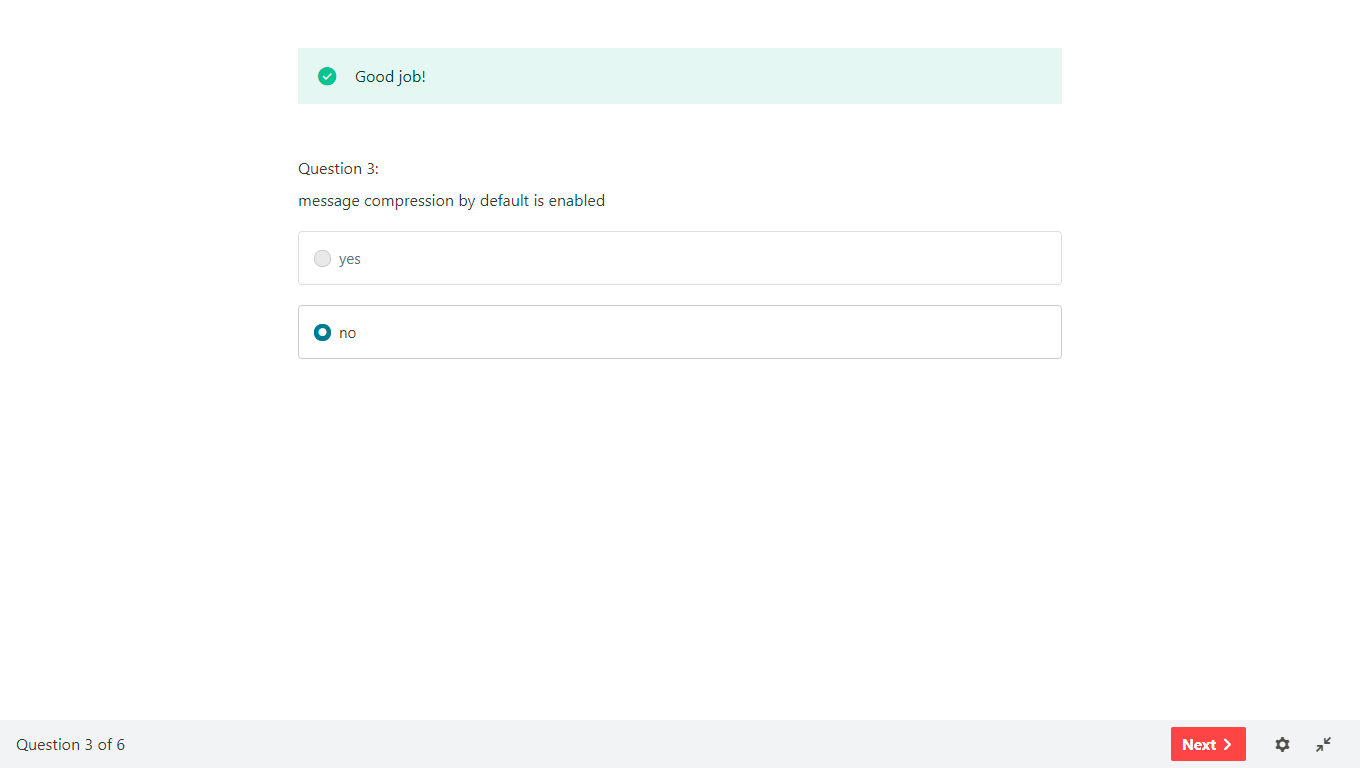 Good job!
Question 3:
message compression by default is enabled
yes
no
Question 3 of 6
Next